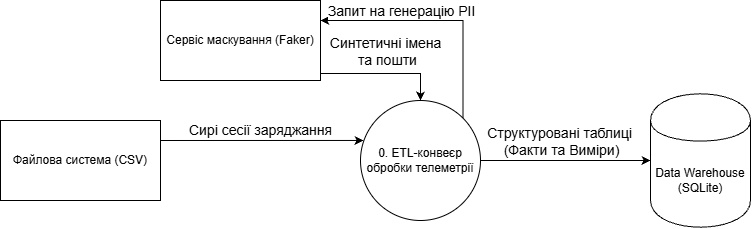 Запит на генерацію PII
Сервіс маскування (Faker)
Синтетичні імена
та пошти
Сирі сесії заряджання
Файлова система (CSV)
0. ETL-конвеєр
обробки телеметрії
Структуровані таблиці
(Факти та Виміри)
Data Warehouse
(SQLite)